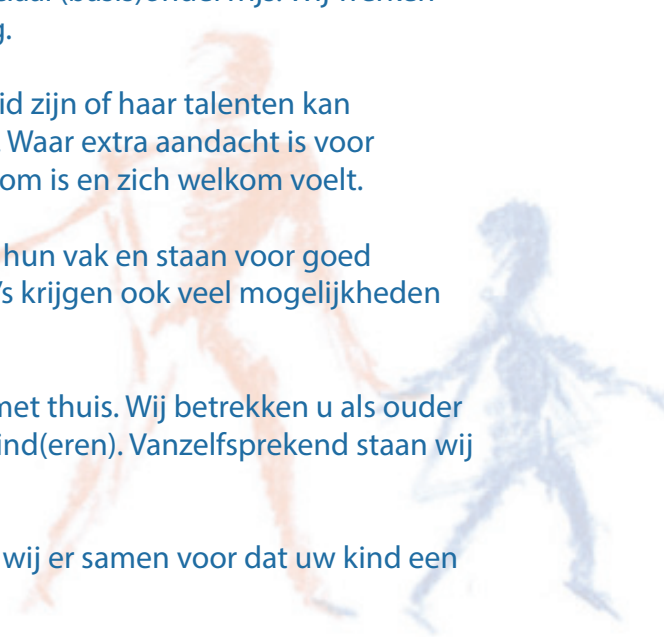 g.
id zijn of haar talenten kan
Waar extra aandacht is voor
om is en zich welkom voelt.
hun vak en staan voor goed
's krijgen ook veel mogelijkheden
met thuis. Wij betrekken u als ouder
ind(eren). Vanzelfsprekend staan wij
wij er samen voor dat uw kind een